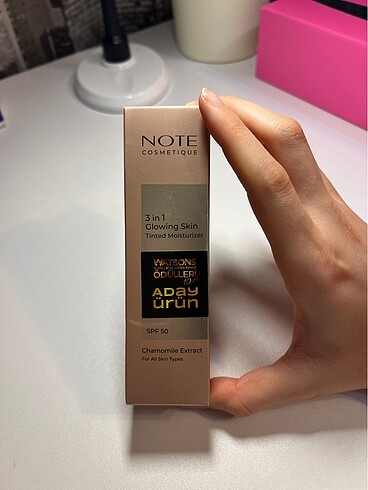 NOTE
COSMETIQUE
3 in 1
Glowing Skin
Tinted Moisturizer
WATSONS
ÖDÜLLERİ
ADAY
ürün
SPF 50
Chamomile Extract
For All Skin Types